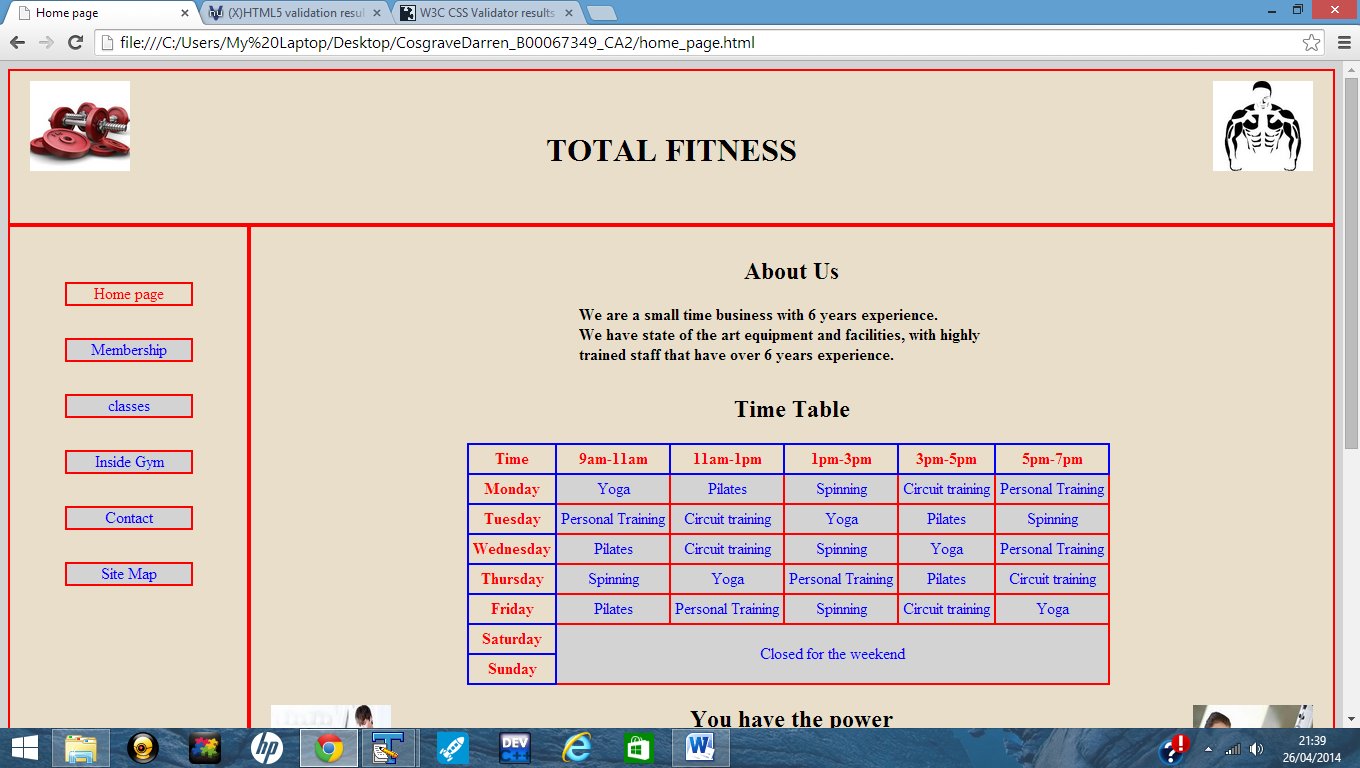 Home page
(X)HTML5 validation resul
W3C CSS Validator results
file:///C:/Users/My%20Laptop/Desktop/CosgraveDarren_B00067349_CA2/home_page.html
TOTAL FITNESS
Home page
Membership
classes
Inside Gym
Contact
Site Map
About Us
We are a small time business with 6 years experience.
We have state of the art equipment and facilities, with highly
trained staff that have over 6 years experience.
Time Table
Time 9am-11am 11am-1pm 1pm-3pm 3pm-5pm 5pm-7pm
Monday Yoga Pilates Spinning Circuit training Personal Training
Tuesday Personal Training Circuit training Yoga Pilates Spinning
Wednesday Pilates Circuit training Spinning Yoga Personal Training
Thursday Spinning Yoga Personal Training Pilates Circuit training
Friday Pilates Personal Training Spinning Circuit training Yoga
Saturday
Closed for the weekend
Sunday
You have the power
hp
DEV
21:39
26/04/2014